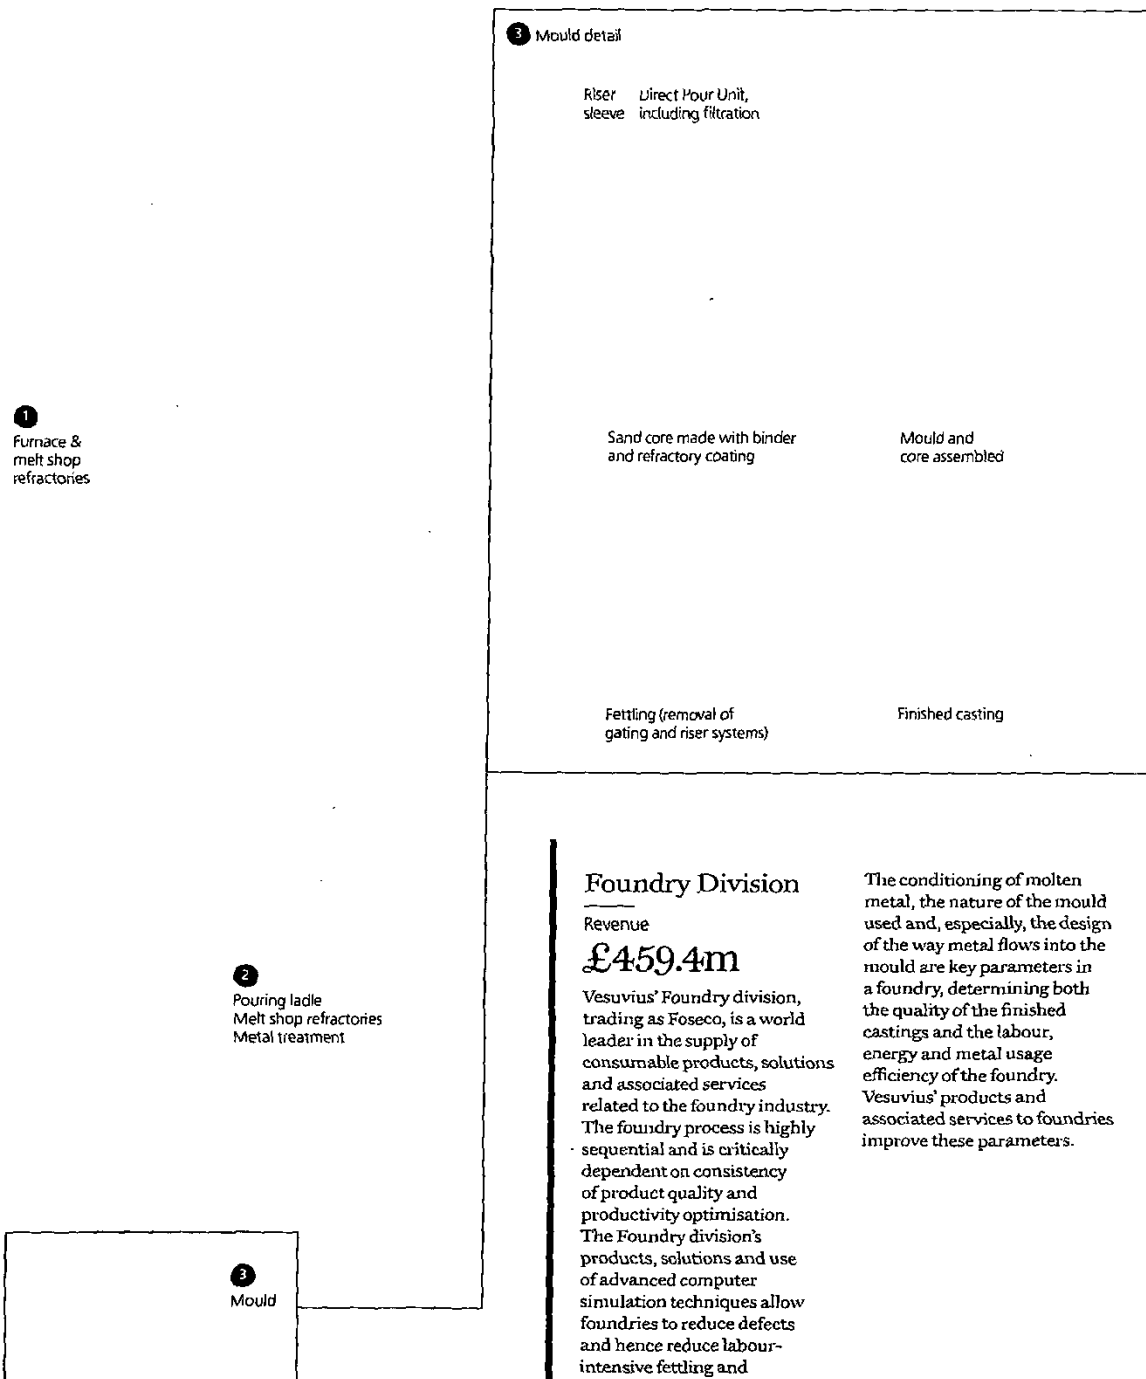 3 Mould detail
Riser sleeve
Direct Pour Unit, including filtration
1
Furnace &
melt shop
refractories
Sand core made with binder
and refractory coating
Mould and
core assembled
Fettling (removal of
gating and riser systems)
Finished casting
2
Pouring ladle
Melt shop refractories
Metal treatment
3
Mould
Foundry Division
Revenue
£459.4m
Vesuvius' Foundry division,
trading as Foseco, is a world
leader in the supply of
consumable products, solutions
and associated services
related to the foundry industry.
The foundry process is highly
sequential and is critically
dependent on consistency
of product quality and
productivity optimisation.
The Foundry division's
products, solutions and use
of advanced computer
simulation techniques allow
foundries to reduce defects
and hence reduce labour-
intensive fettling and
The conditioning of molten
metal, the nature of the mould
used and, especially, the design
of the way metal flows into the
mould are key parameters in
a foundry, determining both
the quality of the finished
castings and the labour,
energy and metal usage
efficiency of the foundry.
Vesuvius' products and
associated services to foundries
improve these parameters.